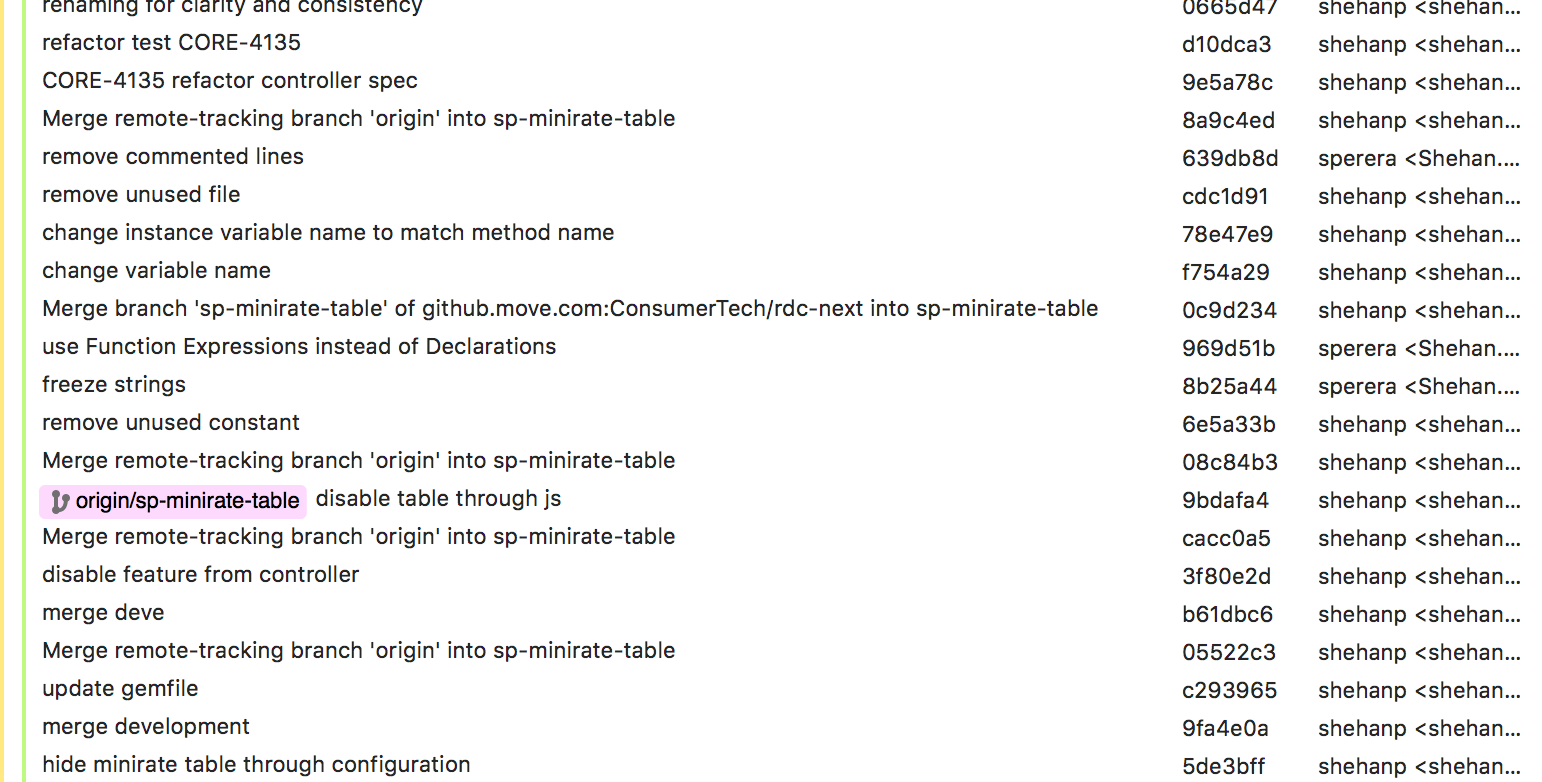 renaming for clarity and consistency 0665d47 shehanp <shehan...
refactor test CORE-4135 d10dca3 shehanp <shehan...
CORE-4135 refactor controller spec 9e5a78c shehanp <shehan...
Merge remote-tracking branch 'origin' into sp-minirate-table 8a9c4ed shehanp <shehan...
remove commented lines 639db8d sperera <Shehan....
remove unused file cdc1d91 shehanp <shehan...
change instance variable name to match method name 78e47e9 shehanp <shehan...
change variable name f754a29 shehanp <shehan...
Merge branch 'sp-minirate-table' of github.move.com:ConsumerTech/rdc-next into sp-minirate-table 0c9d234 shehanp <shehan...
use Function Expressions instead of Declarations 969d51b sperera <Shehan....
freeze strings 8b25a44 sperera <Shehan....
remove unused constant 6e5a33b shehanp <shehan...
Merge remote-tracking branch 'origin' into sp-minirate-table 08c84b3 shehanp <shehan...
origin/sp-minirate-table disable table through js 9bdafa4 shehanp <shehan...
Merge remote-tracking branch 'origin' into sp-minirate-table cacc0a5 shehanp <shehan...
disable feature from controller 3f80e2d shehanp <shehan...
merge deve b61dbc6 shehanp <shehan...
Merge remote-tracking branch 'origin' into sp-minirate-table 05522c3 shehanp <shehan...
update gemfile c293965 shehanp <shehan...
merge development 9fa4e0a shehanp <shehan...
hide minirate table through configuration 5de3bff shehanp <shehan...